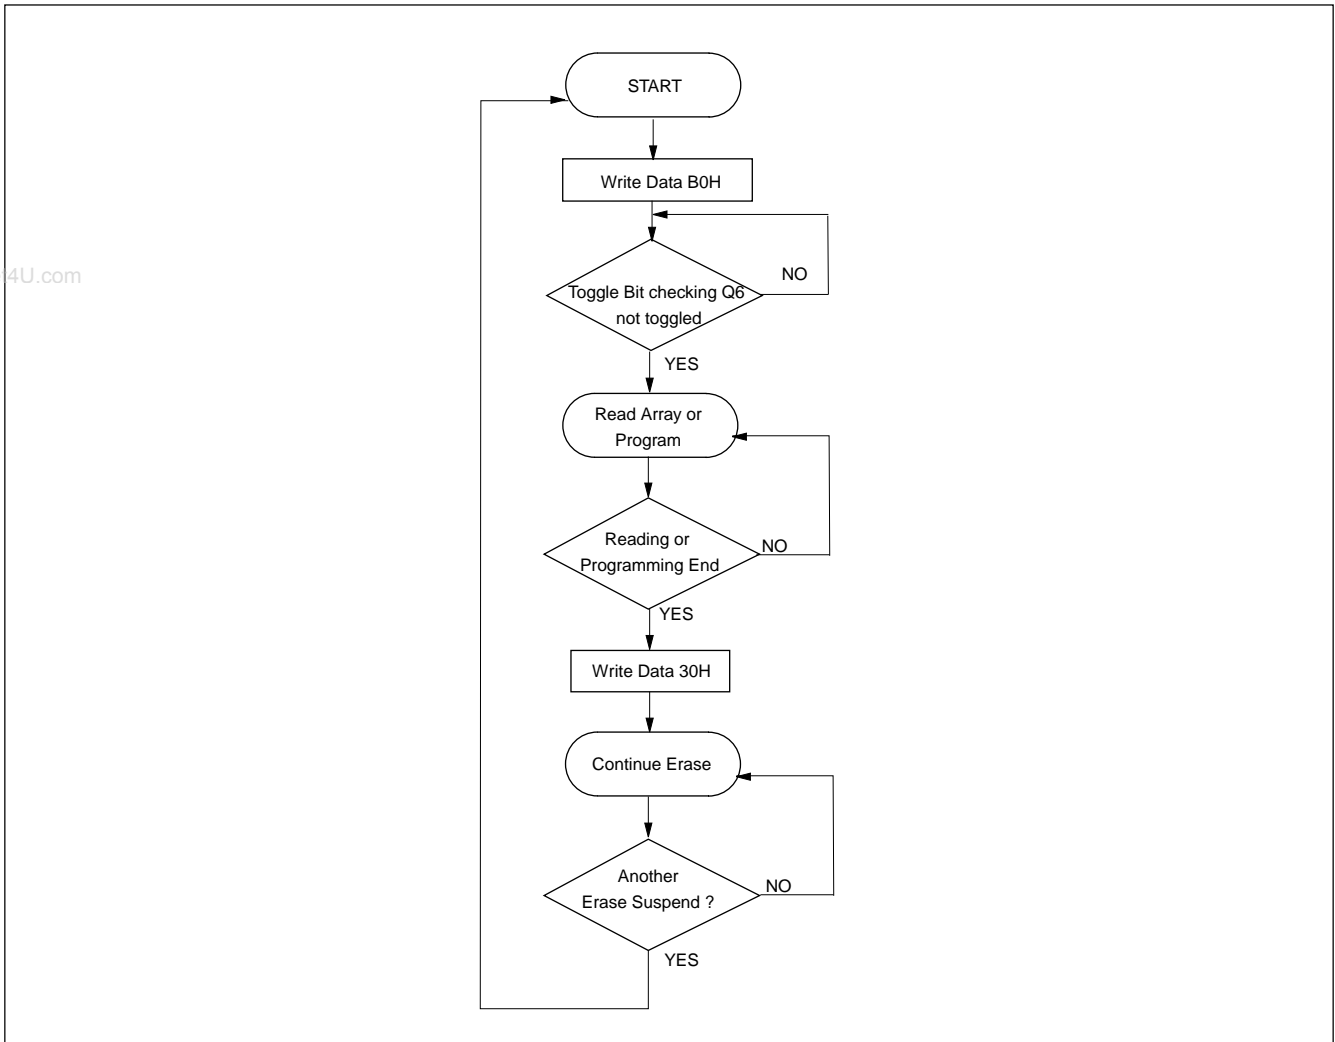 START
Write Data B0H
4U.com
NO
Toggle Bit checking Q6
not toggled
YES
Read Array or
Program
Reading or
Programming End
NO
YES
Write Data 30H
Continue Erase
Another
Erase Suspend ?
NO
YES